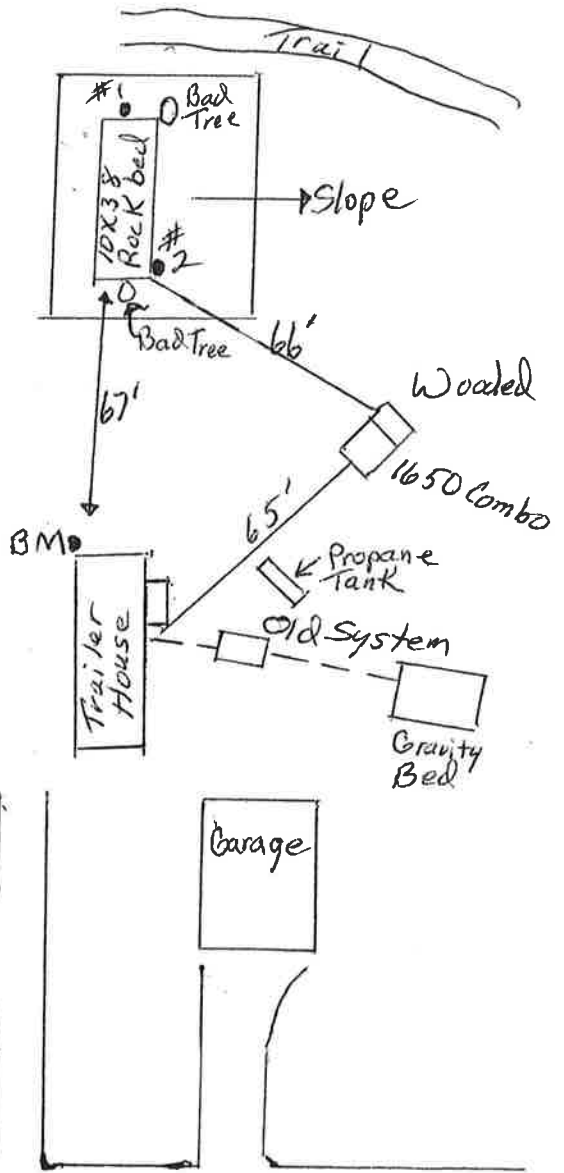 Trail
#1
Bad
Tree
10X38
Rock bed
Slope
#
2
Bad Tree
66'
67'
Wooded
1650 Combo
65'
BM
Propane
Tank
Old System
Trailer
House
Gravity
Bed
Garage